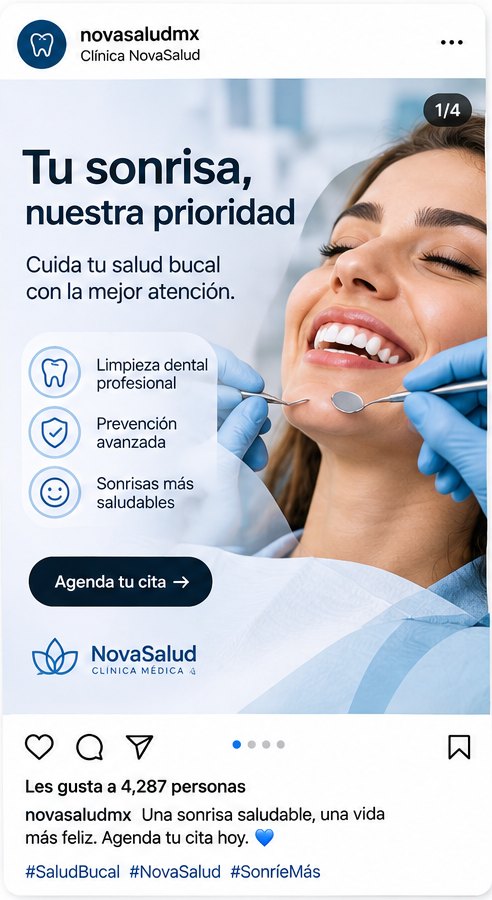 novasaludmx
Clínica NovaSalud
1/4
Tu sonrisa,
nuestra prioridad
Cuida tu salud bucal
con la mejor atención.
Limpieza dental
profesional
Prevención
avanzada
Sonrisas más
saludables
Agenda tu cita →
NovaSalud
CLINICA MÉDICA
Les gusta a 4,287 personas
novasaludmx Una sonrisa saludable, una vida
más feliz. Agenda tu cita hoy. 💙
#SaludBucal #NovaSalud #SonríeMás